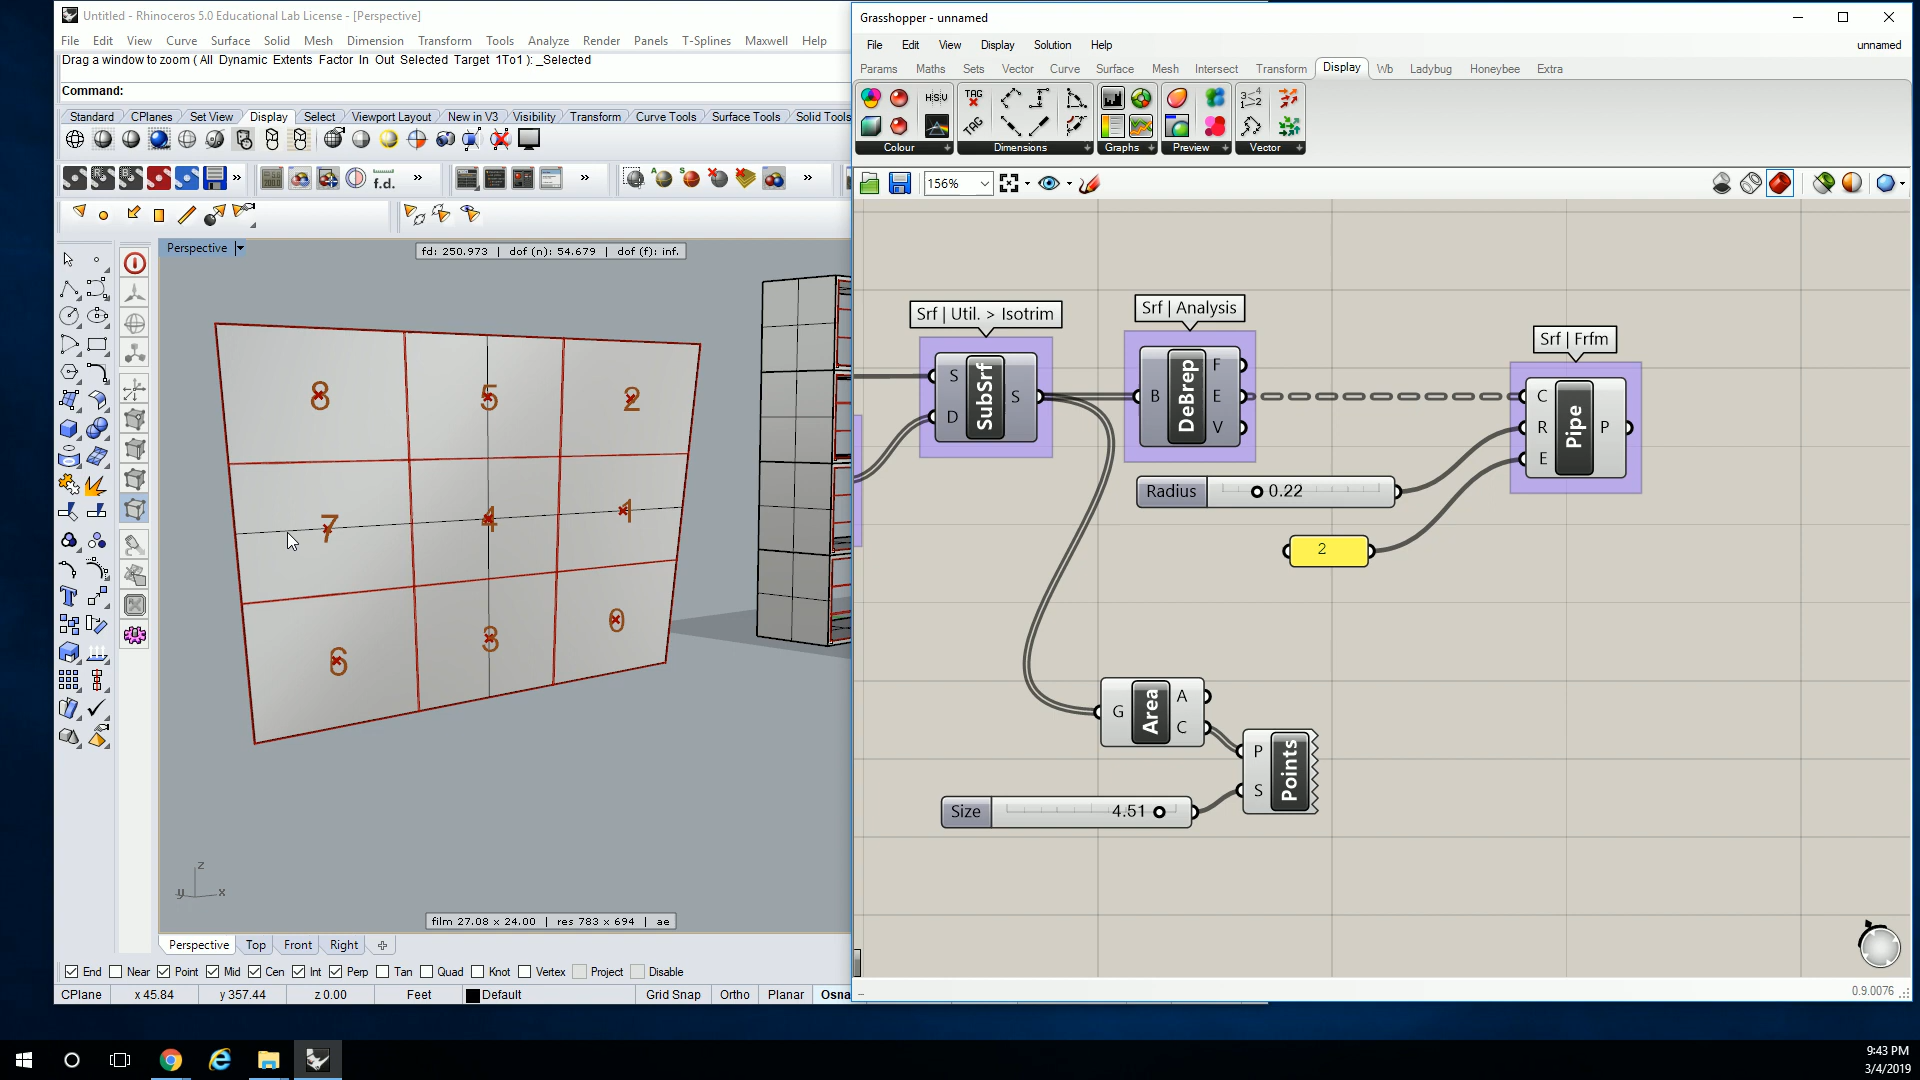 Untitled - Rhinoceros 5.0 Educational Lab License - [Perspective]
File Edit View Curve Surface Solid Mesh Dimension Transform Tools Analyze Render Panels T-Splines Maxwell Help
Drag a window to zoom ( All Dynamic Extents Factor In Out Selected Target 1To1 ): _Selected
Command:
Standard CPlanes Set View Display Select Viewport Layout New in V3 Visibility Transform Curve Tools Surface Tools Solid Tools
f.d.
Perspective
fd: 250.973 | dof (n): 54.679 | dof (f): inf.
8 5 2
7 4 1
6 3 0
z
y x
film 27.08 x 24.00 | res 783 x 694 | ae
Perspective Top Front Right
End Near Point Mid Cen Int Perp Tan Quad Knot Vertex Project Disable
CPlane x 45.84 y 357.44 z 0.00 Feet Default Grid Snap Ortho Planar Osna
Grasshopper - unnamed
File Edit View Display Solution Help unnamed
Params Maths Sets Vector Curve Surface Mesh Intersect Transform Display Wb Ladybug Honeybee Extra
H·S·V TAG
TAG
Colour Dimensions Graphs Preview Vector
156%
Srf | Util. > Isotrim
S D SubSrf S
Srf | Analysis
B DeBrep F E V
Srf | Frfm
C R E Pipe P
Radius 0.22
2
G Area A C
P S Points
Size 4.51
0.9.0076
9:43 PM
3/4/2019